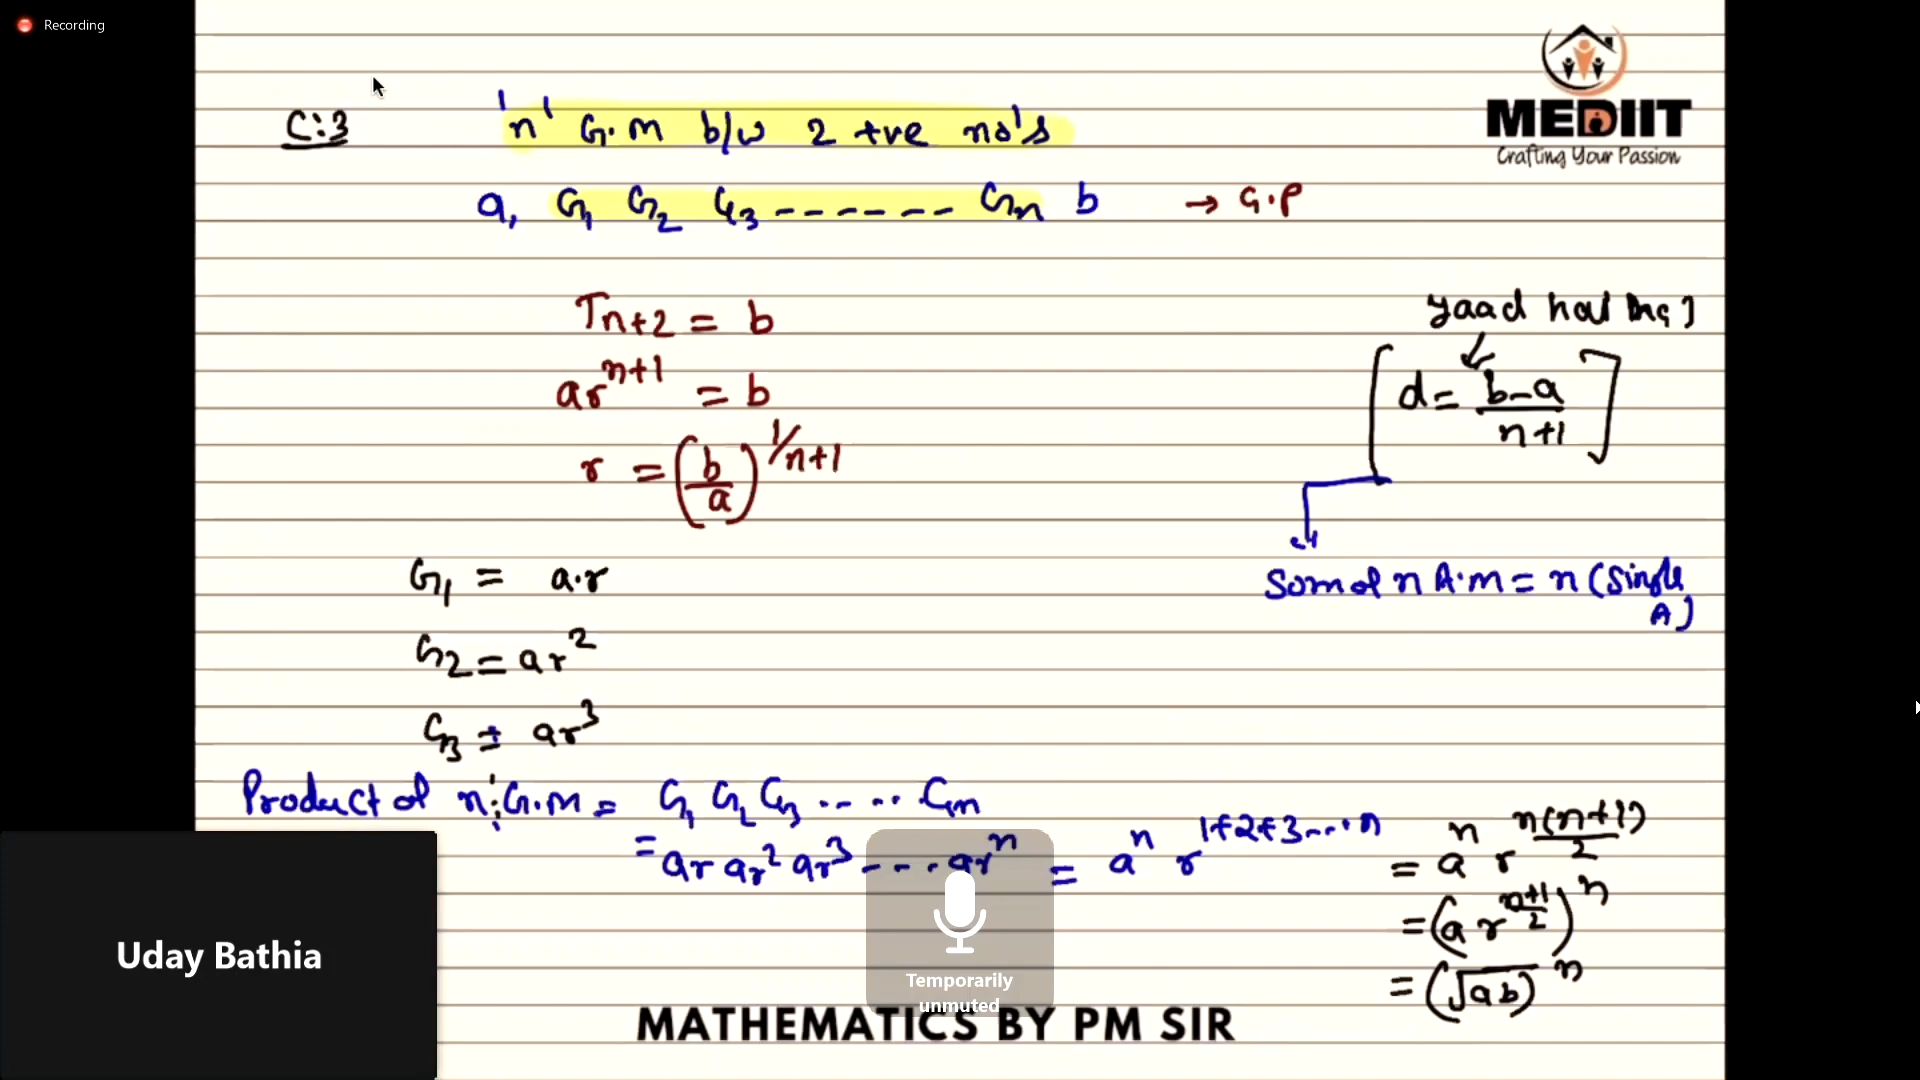 Recording
MEDIIT
Crafting Your Passion
C:3
'n' G.M b/w 2 +ve no's
a, G1 G2 G3 ------- Gn b → G.P
Tn+2 = b
ar^n+1 = b
r = (b/a)^1/n+1
yaad hai
[d = b-a/n+1]
Som of n A.M = n (Single A)
G1 = a.r
G2 = ar^2
G3 = ar^3
Product of n G.M = G1 G2 G3 ..... Gn
= ar ar^2 ar^3 ---- ar^n = a^n r^1+2+3....n = a^n r^n(n+1)/2
= (a r^n+1/2)^n
= (√ab)^n
Uday Bathia
Temporarily
unmuted
MATHEMATICS BY PM SIR